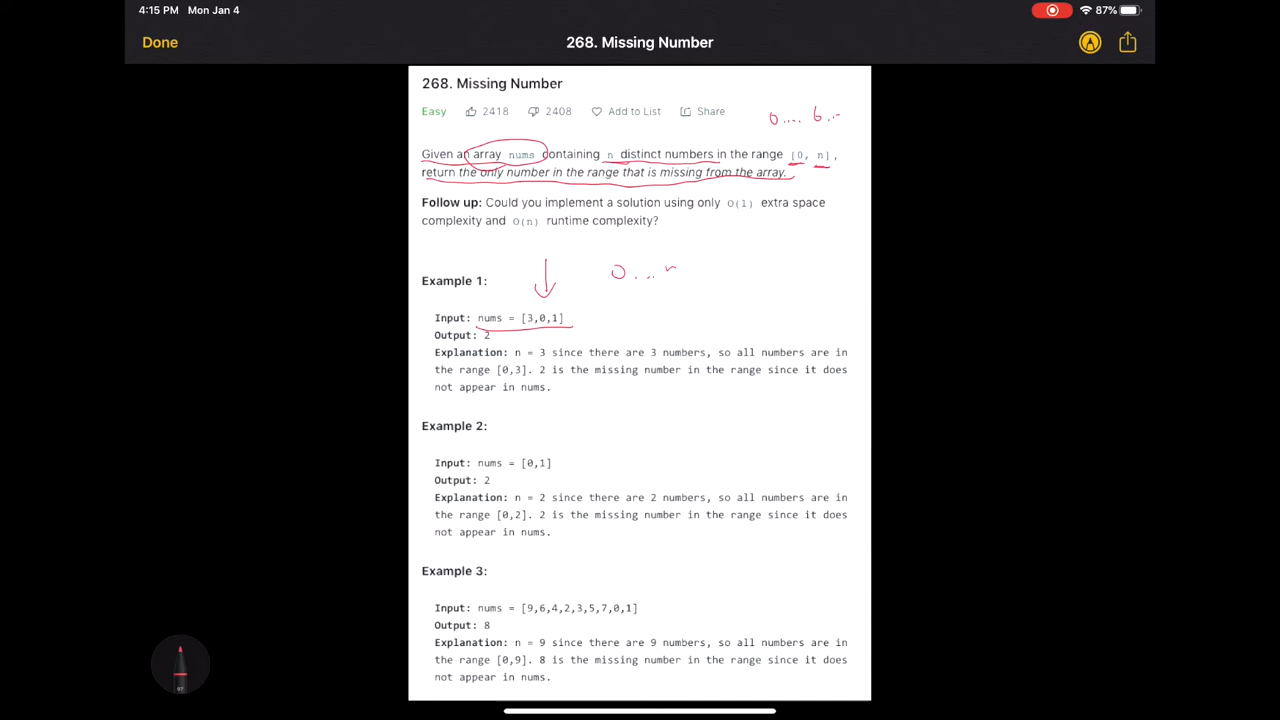 4:15 PM Mon Jan 4
87%
Done
268. Missing Number
268. Missing Number
Easy 2418 2408 Add to List Share
0.... 6...
Given an array nums containing n distinct numbers in the range [0, n],
return the only number in the range that is missing from the array.
Follow up: Could you implement a solution using only O(1) extra space
complexity and O(n) runtime complexity?
0...n
Example 1:
Input: nums = [3,0,1]
Output: 2
Explanation: n = 3 since there are 3 numbers, so all numbers are in
the range [0,3]. 2 is the missing number in the range since it does
not appear in nums.
Example 2:
Input: nums = [0,1]
Output: 2
Explanation: n = 2 since there are 2 numbers, so all numbers are in
the range [0,2]. 2 is the missing number in the range since it does
not appear in nums.
Example 3:
Input: nums = [9,6,4,2,3,5,7,0,1]
Output: 8
Explanation: n = 9 since there are 9 numbers, so all numbers are in
the range [0,9]. 8 is the missing number in the range since it does
not appear in nums.
97